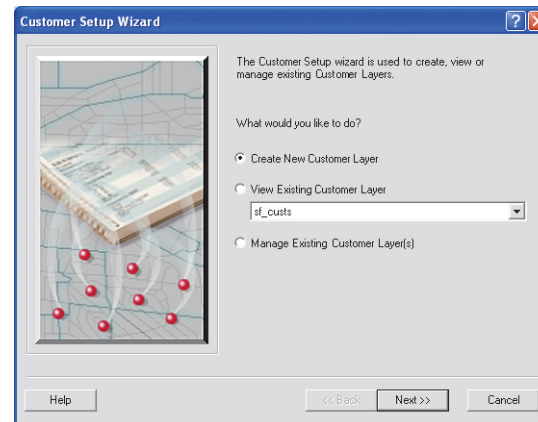 Customer Setup Wizard
The Customer Setup wizard is used to create, view or
manage existing Customer Layers.
What would you like to do?
Create New Customer Layer
View Existing Customer Layer
sf_custs
Manage Existing Customer Layer(s)
Help
<< Back
Next >>
Cancel